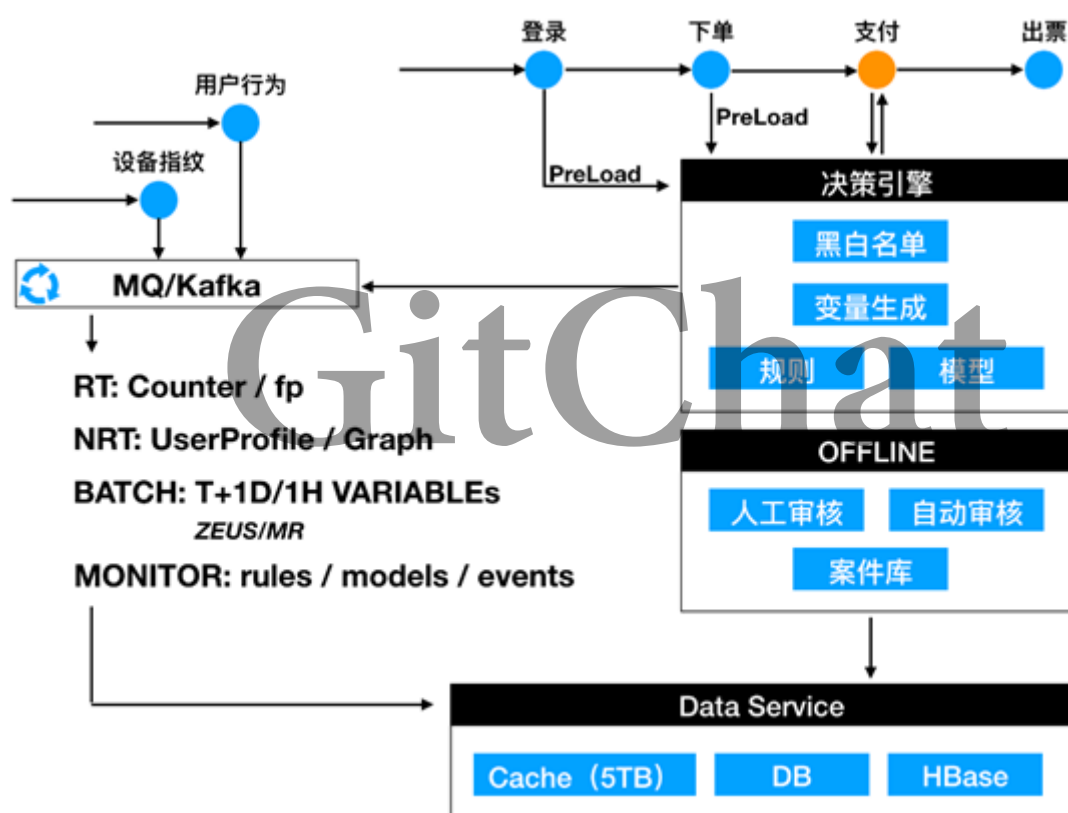 登录
下单
支付
出票
用户行为
设备指纹
PreLoad
PreLoad
决策引擎
黑白名单
变量生成
规则
模型
MQ/Kafka
RT: Counter / fp
NRT: UserProfile / Graph
BATCH: T+1D/1H VARIABLEs
ZEUS/MR
MONITOR: rules / models / events
OFFLINE
人工审核
自动审核
案件库
Data Service
Cache（5TB）
DB
HBase
GitChat